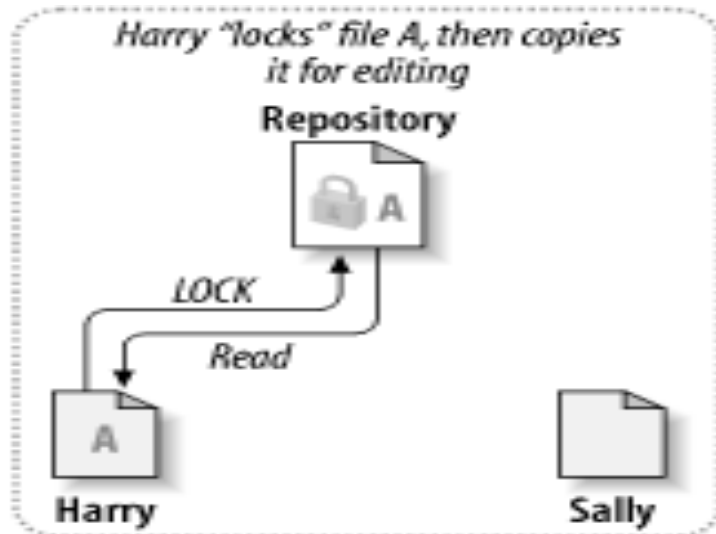 Harry “locks” file A, then copies
it for editing
Repository
A
LOCK
Read
A
Harry
Sally